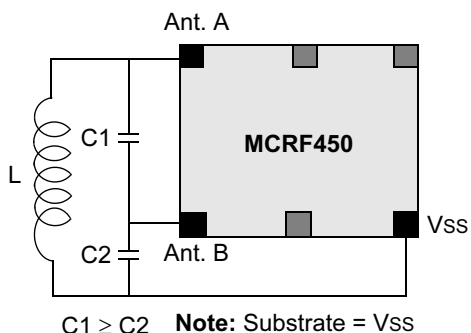 Ant. A
MCRF450
C1
L
VSS
C2
Ant. B
C1 ≥ C2 Note: Substrate = VSS